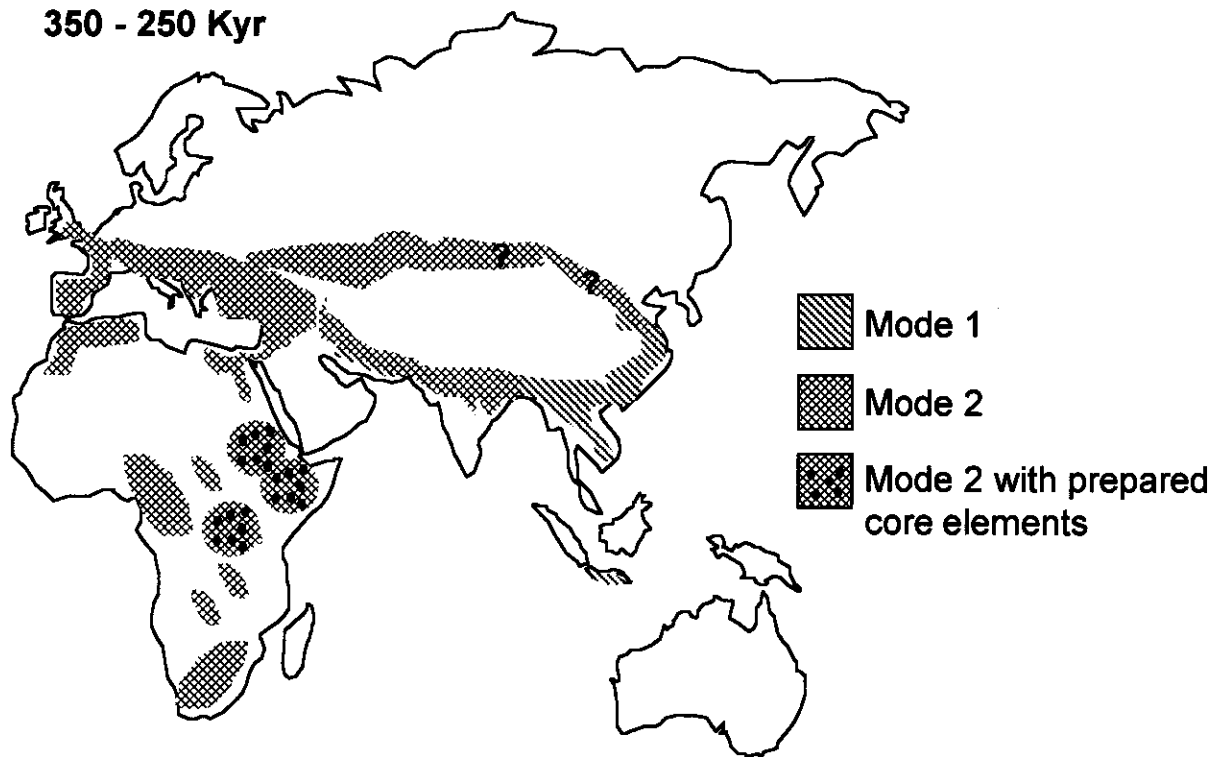 350 - 250 Kyr
?
?
Mode 1
Mode 2
Mode 2 with prepared
core elements